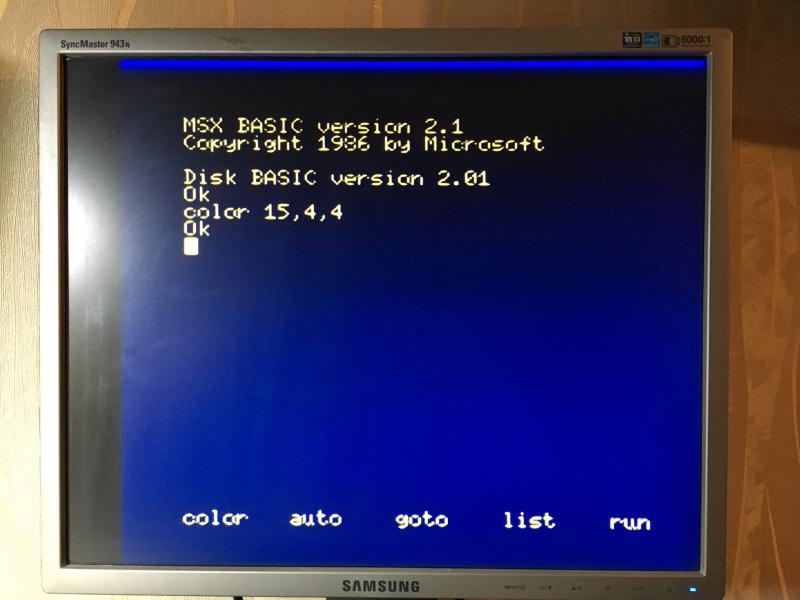 SyncMaster 943N
8000:1
MSX BASIC version 2.1
Copyright 1986 by Microsoft
Disk BASIC version 2.01
Ok
color 15,4,4
Ok
color auto goto list run
SAMSUNG